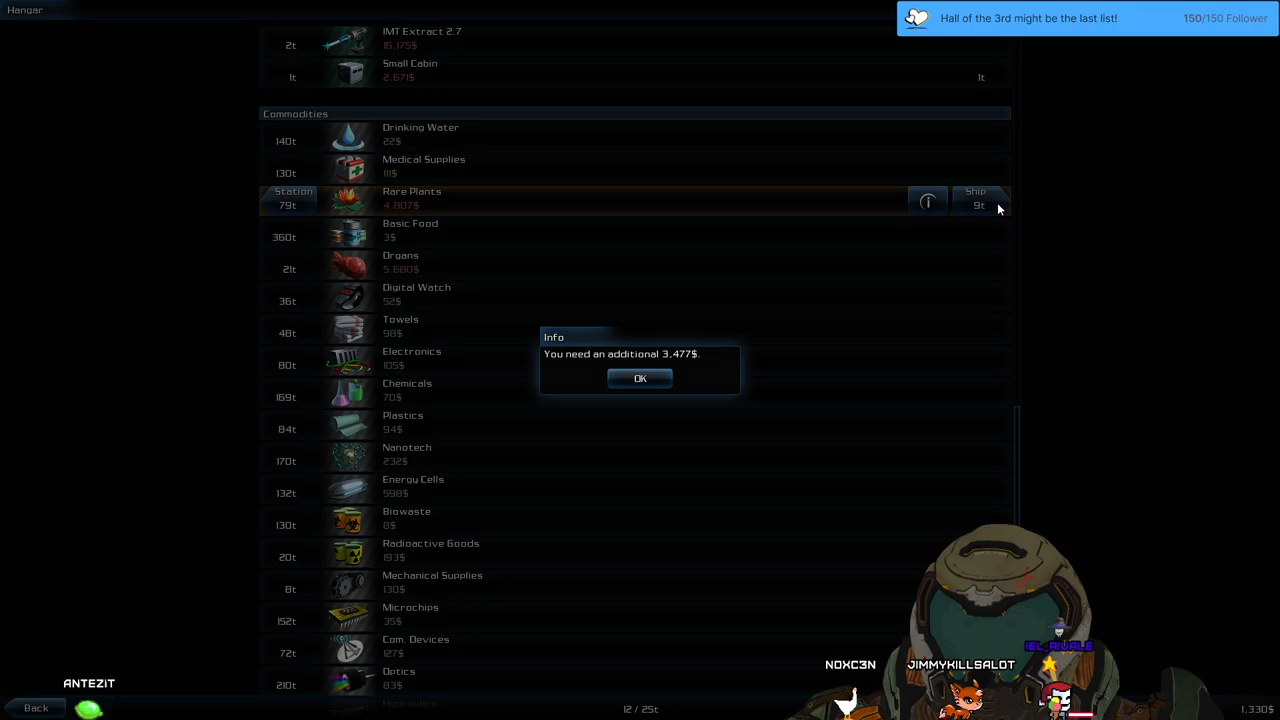 Hangar
Hall of the 3rd might be the last list! 150/150 Follower
IMT Extract 2.7
2t 16,175$
Small Cabin
1t 2,671$ 1t
Commodities
Drinking Water
140t 22$
Medical Supplies
130t 111$
Station Rare Plants Ship
79t 4,807$ i 9t
Basic Food
360t 3$
Organs
21t 5,680$
Digital Watch
36t 52$
Towels
48t 98$
Info
Electronics
You need an additional 3,477$.
80t 105$
OK
Chemicals
169t 70$
Plastics
84t 94$
Nanotech
170t 232$
Energy Cells
132t 598$
Biowaste
130t 8$
Radioactive Goods
20t 193$
Mechanical Supplies
8t 130$
Microchips
152t 35$
Com. Devices
72t 127$
Optics
210t 83$
Hydraulics
IEL_RIVALE
N0XC3N JIMMYKILLSALOT
ANTEZIT
Back 12 / 25t 1,330$